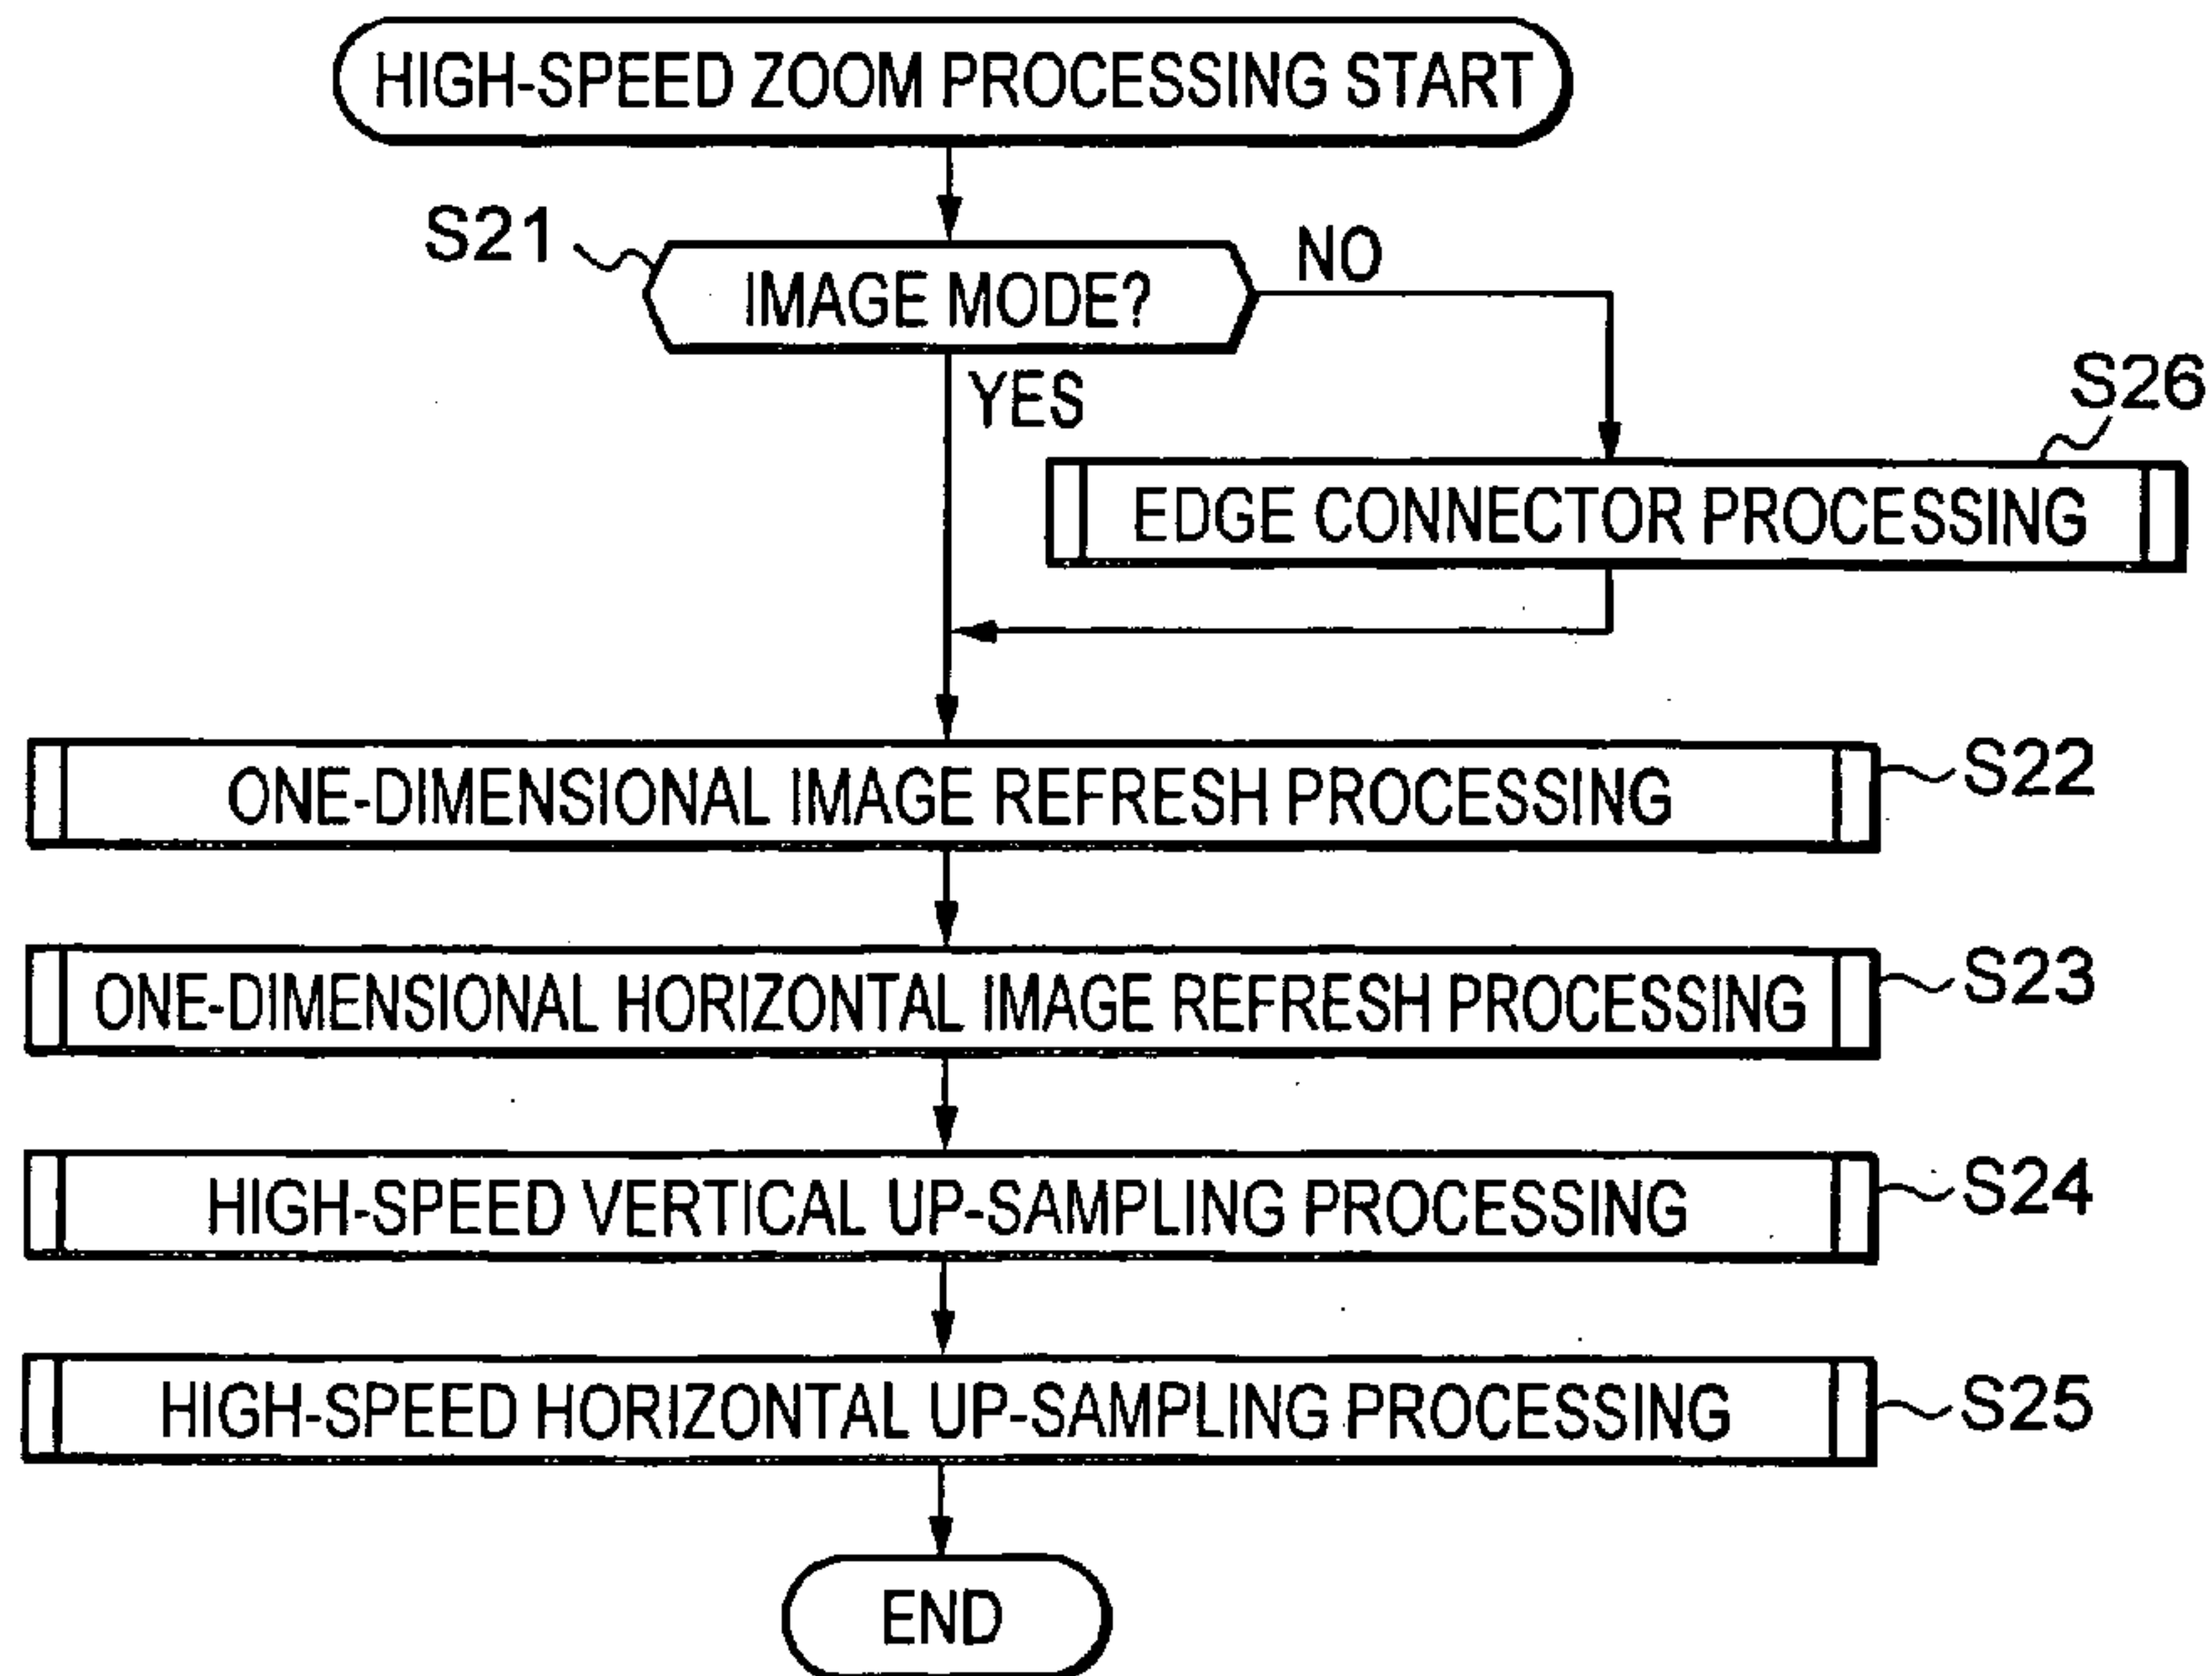 HIGH-SPEED ZOOM PROCESSING START
S21
IMAGE MODE?
NO
YES
S26
EDGE CONNECTOR PROCESSING
ONE-DIMENSIONAL IMAGE REFRESH PROCESSING
S22
ONE-DIMENSIONAL HORIZONTAL IMAGE REFRESH PROCESSING
S23
HIGH-SPEED VERTICAL UP-SAMPLING PROCESSING
S24
HIGH-SPEED HORIZONTAL UP-SAMPLING PROCESSING
S25
END